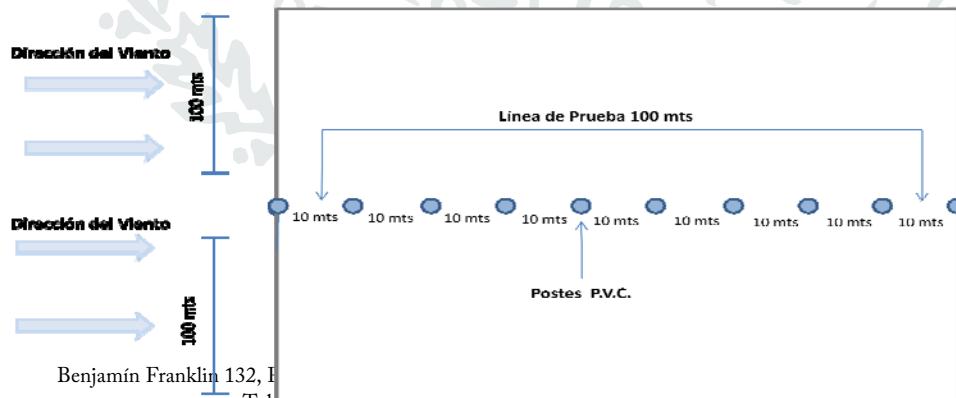 Dirección del Viento
100 mts
Línea de Prueba 100 mts
Dirección del Viento
10 mts 10 mts 10 mts 10 mts 10 mts 10 mts 10 mts 10 mts 10 mts
Postes P.V.C.
100 mts
Benjamín Franklin 132,